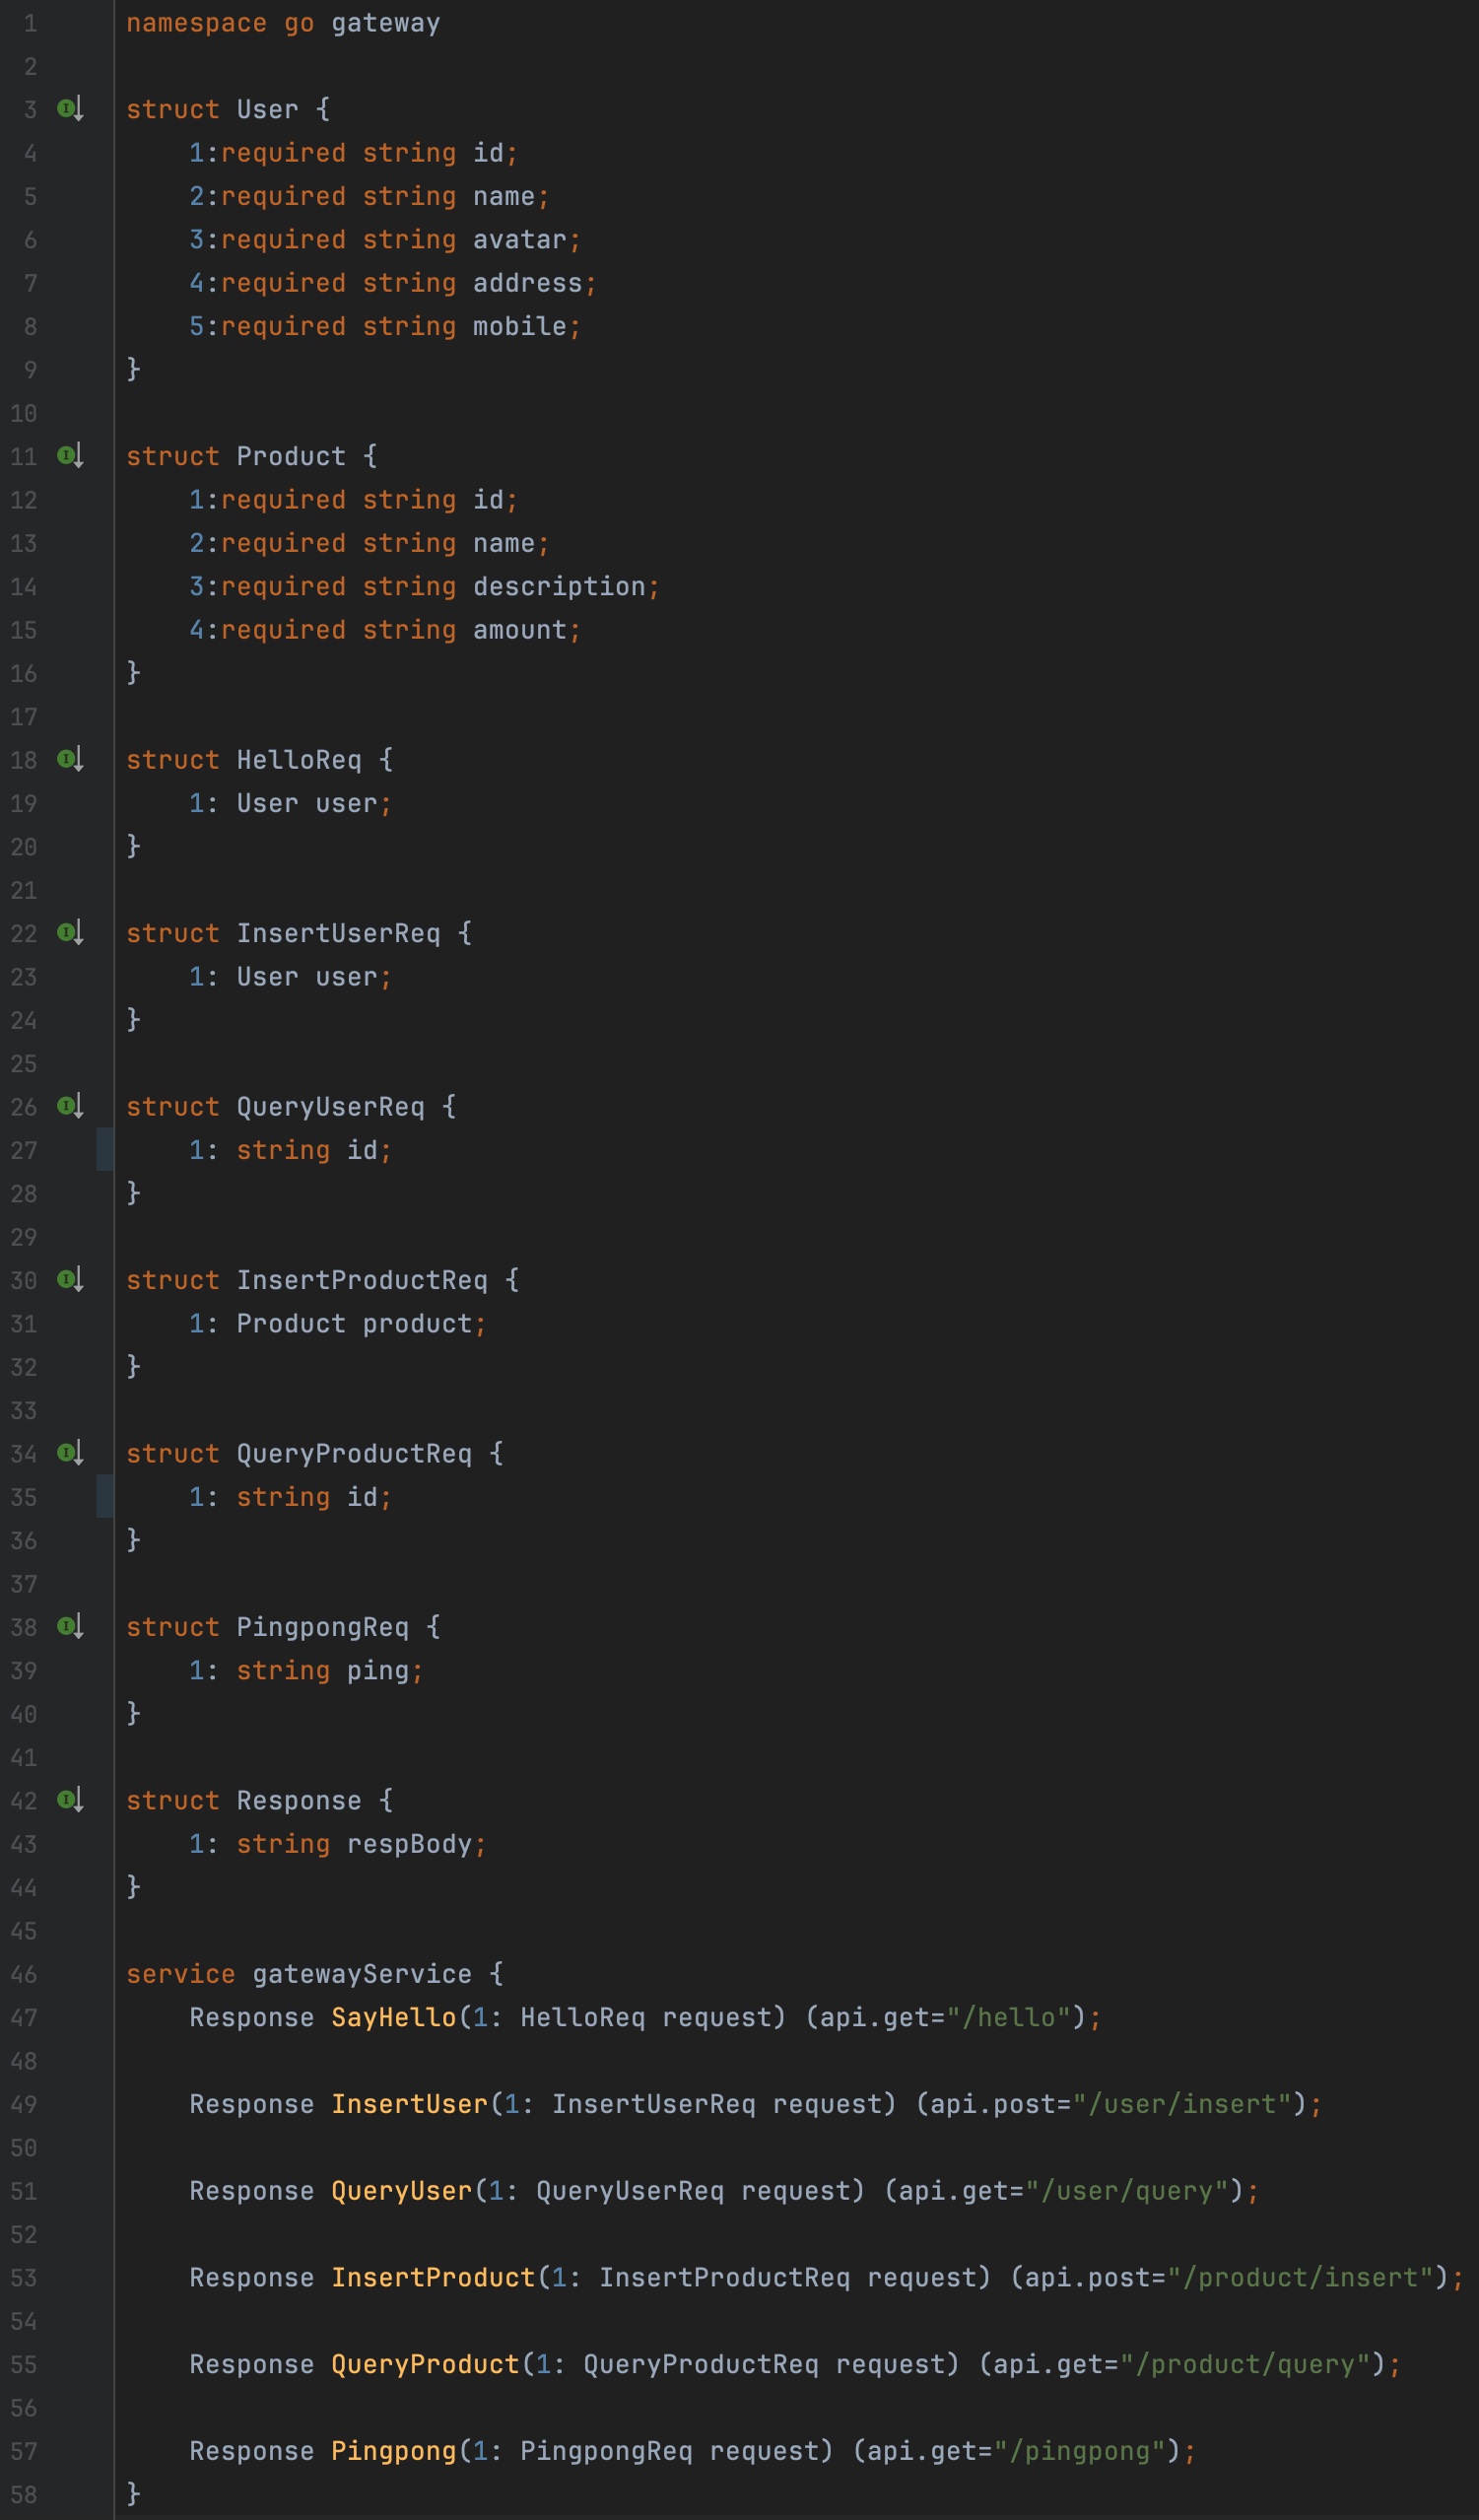 1 namespace go gateway
2
3 struct User {
4     1:required string id;
5     2:required string name;
6     3:required string avatar;
7     4:required string address;
8     5:required string mobile;
9 }
10
11 struct Product {
12     1:required string id;
13     2:required string name;
14     3:required string description;
15     4:required string amount;
16 }
17
18 struct HelloReq {
19     1: User user;
20 }
21
22 struct InsertUserReq {
23     1: User user;
24 }
25
26 struct QueryUserReq {
27     1: string id;
28 }
29
30 struct InsertProductReq {
31     1: Product product;
32 }
33
34 struct QueryProductReq {
35     1: string id;
36 }
37
38 struct PingpongReq {
39     1: string ping;
40 }
41
42 struct Response {
43     1: string respBody;
44 }
45
46 service gatewayService {
47     Response SayHello(1: HelloReq request) (api.get="/hello");
48
49     Response InsertUser(1: InsertUserReq request) (api.post="/user/insert");
50
51     Response QueryUser(1: QueryUserReq request) (api.get="/user/query");
52
53     Response InsertProduct(1: InsertProductReq request) (api.post="/product/insert");
54
55     Response QueryProduct(1: QueryProductReq request) (api.get="/product/query");
56
57     Response Pingpong(1: PingpongReq request) (api.get="/pingpong");
58 }